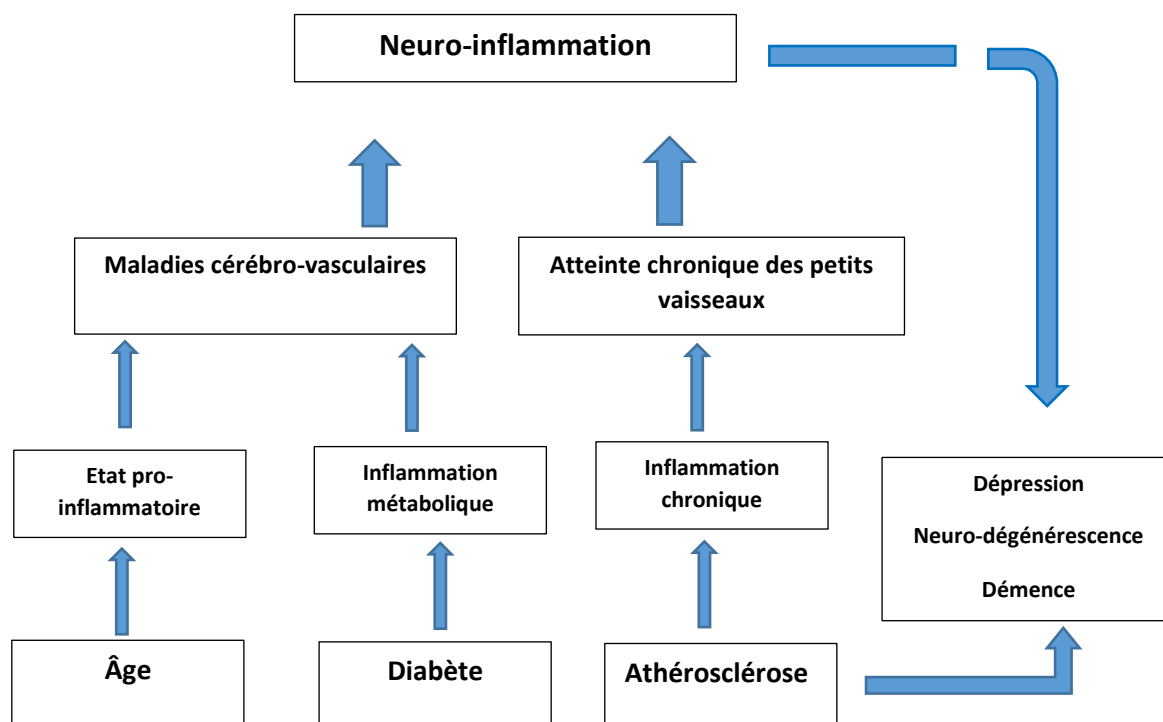 Neuro-inflammation
Maladies cérébro-vasculaires
Atteinte chronique des petits
vaisseaux
Etat pro-
inflammatoire
Inflammation
métabolique
Inflammation
chronique
Dépression
Neuro-dégénérescence
Démence
Âge
Diabète
Athérosclérose